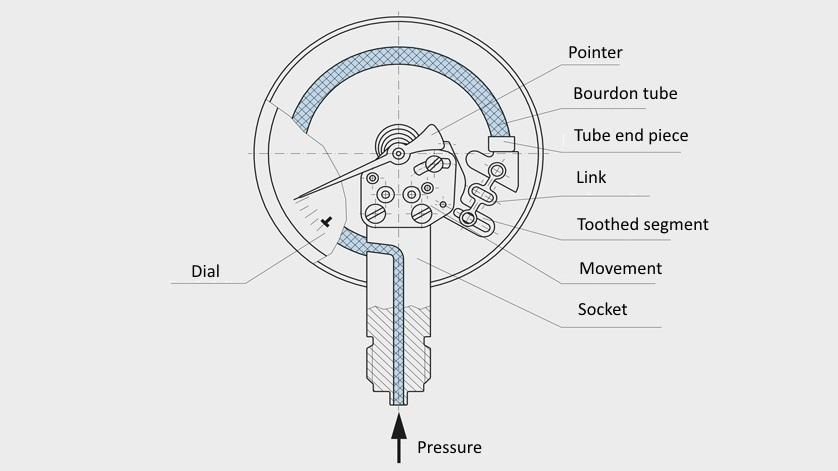 Pointer
Bourdon tube
Tube end piece
Link
Toothed segment
Movement
Socket
Dial
Pressure